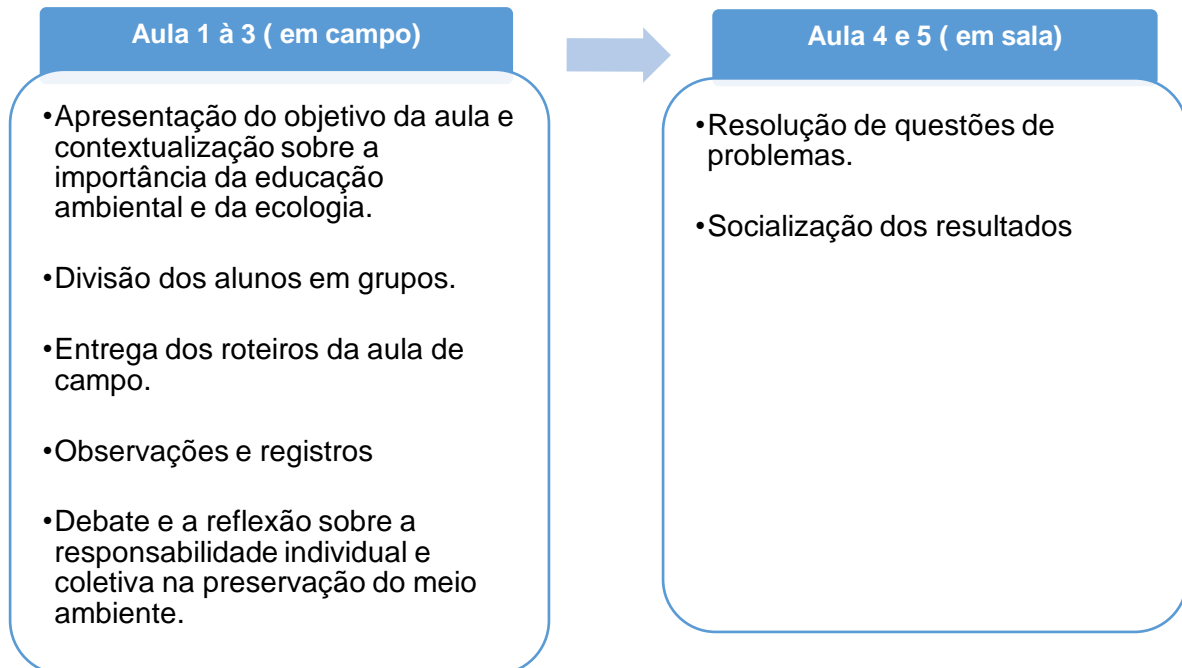 Aula 1 à 3 ( em campo)
•Apresentação do objetivo da aula e
contextualização sobre a
importância da educação
ambiental e da ecologia.
•Divisão dos alunos em grupos.
•Entrega dos roteiros da aula de
campo.
•Observações e registros
•Debate e a reflexão sobre a
responsabilidade individual e
coletiva na preservação do meio
ambiente.
Aula 4 e 5 ( em sala)
•Resolução de questões de
problemas.
•Socialização dos resultados